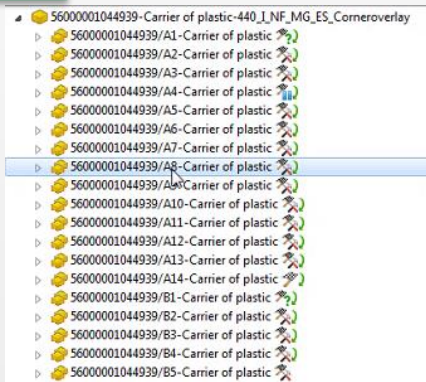 56000001044939-Carrier of plastic-440_I_NF_MG_ES_Corneroverlay
56000001044939/A1-Carrier of plastic
56000001044939/A2-Carrier of plastic
56000001044939/A3-Carrier of plastic
56000001044939/A4-Carrier of plastic
56000001044939/A5-Carrier of plastic
56000001044939/A6-Carrier of plastic
56000001044939/A7-Carrier of plastic
56000001044939/A8-Carrier of plastic
56000001044939/A9-Carrier of plastic
56000001044939/A10-Carrier of plastic
56000001044939/A11-Carrier of plastic
56000001044939/A12-Carrier of plastic
56000001044939/A13-Carrier of plastic
56000001044939/A14-Carrier of plastic
56000001044939/B1-Carrier of plastic
56000001044939/B2-Carrier of plastic
56000001044939/B3-Carrier of plastic
56000001044939/B4-Carrier of plastic
56000001044939/B5-Carrier of plastic